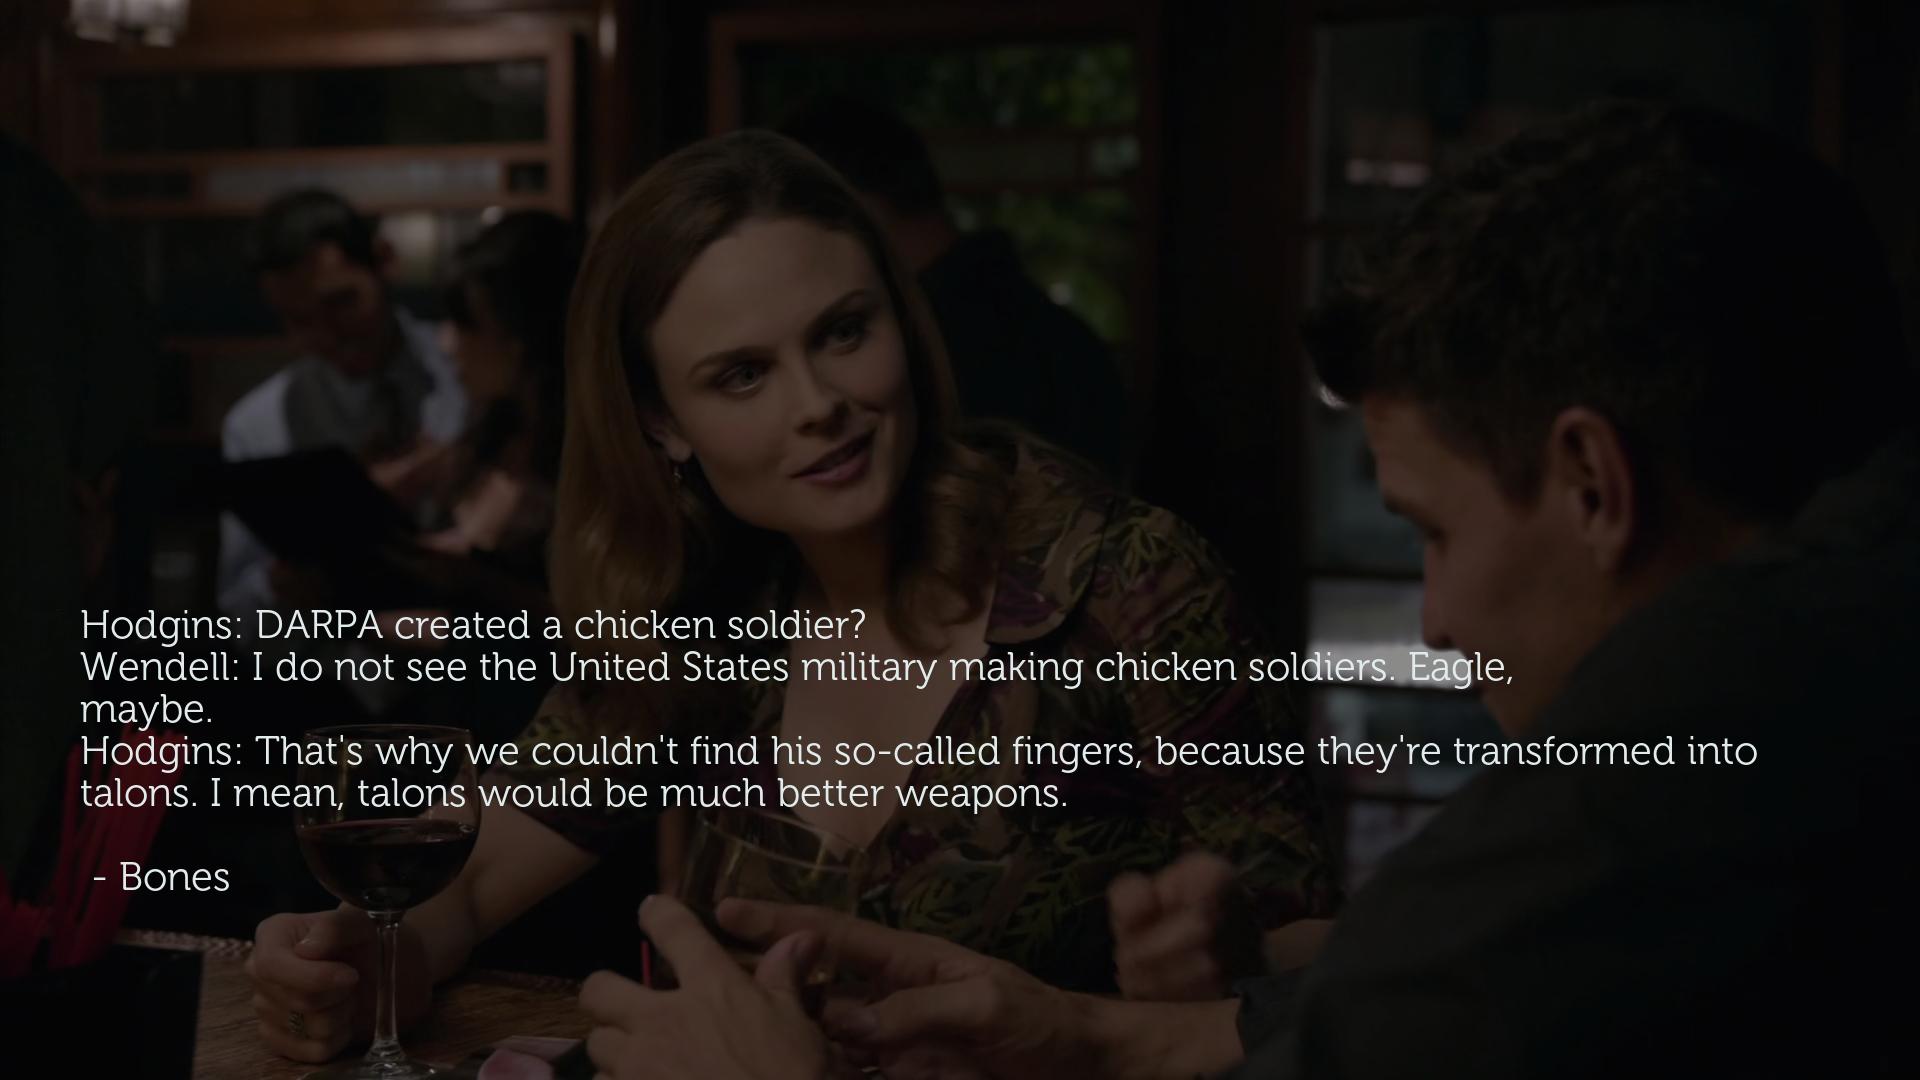 Hodgins: DARPA created a chicken soldier?
Wendell: I do not see the United States military making chicken soldiers. Eagle,
maybe.
Hodgins: That's why we couldn't find his so-called fingers, because they're transformed into
talons. I mean, talons would be much better weapons.
- Bones